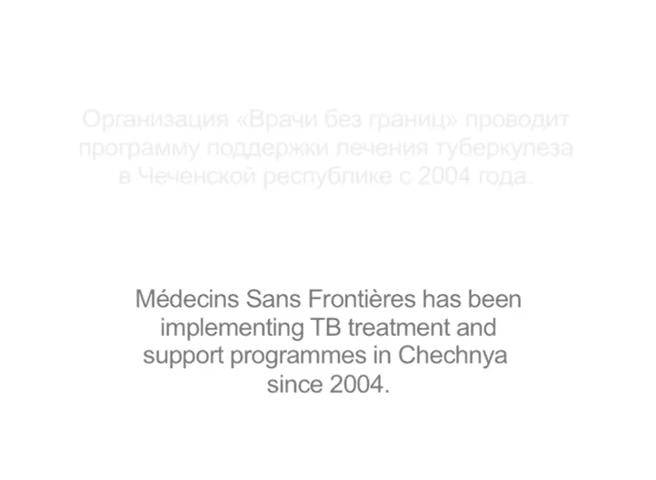 Организация «Врачи без границ» проводит
программу поддержки лечения туберкулеза
в Чеченской республике с 2004 года.
Médecins Sans Frontières has been
implementing TB treatment and
support programmes in Chechnya
since 2004.